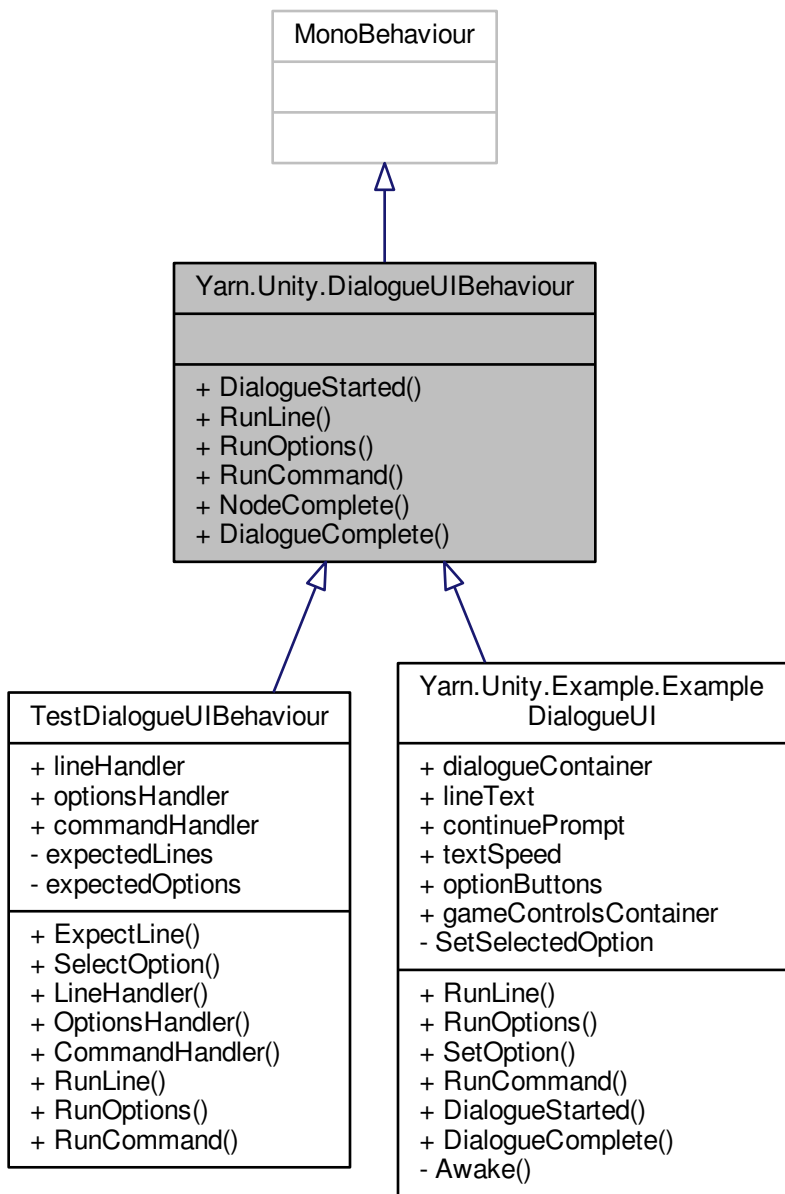 MonoBehaviour
Yarn.Unity.DialogueUIBehaviour
+ DialogueStarted()
+ RunLine()
+ RunOptions()
+ RunCommand()
+ NodeComplete()
+ DialogueComplete()
TestDialogueUIBehaviour
+ lineHandler
+ optionsHandler
+ commandHandler
- expectedLines
- expectedOptions
+ ExpectLine()
+ SelectOption()
+ LineHandler()
+ OptionsHandler()
+ CommandHandler()
+ RunLine()
+ RunOptions()
+ RunCommand()
Yarn.Unity.Example.Example
DialogueUI
+ dialogueContainer
+ lineText
+ continuePrompt
+ textSpeed
+ optionButtons
+ gameControlsContainer
- SetSelectedOption
+ RunLine()
+ RunOptions()
+ SetOption()
+ RunCommand()
+ DialogueStarted()
+ DialogueComplete()
- Awake()